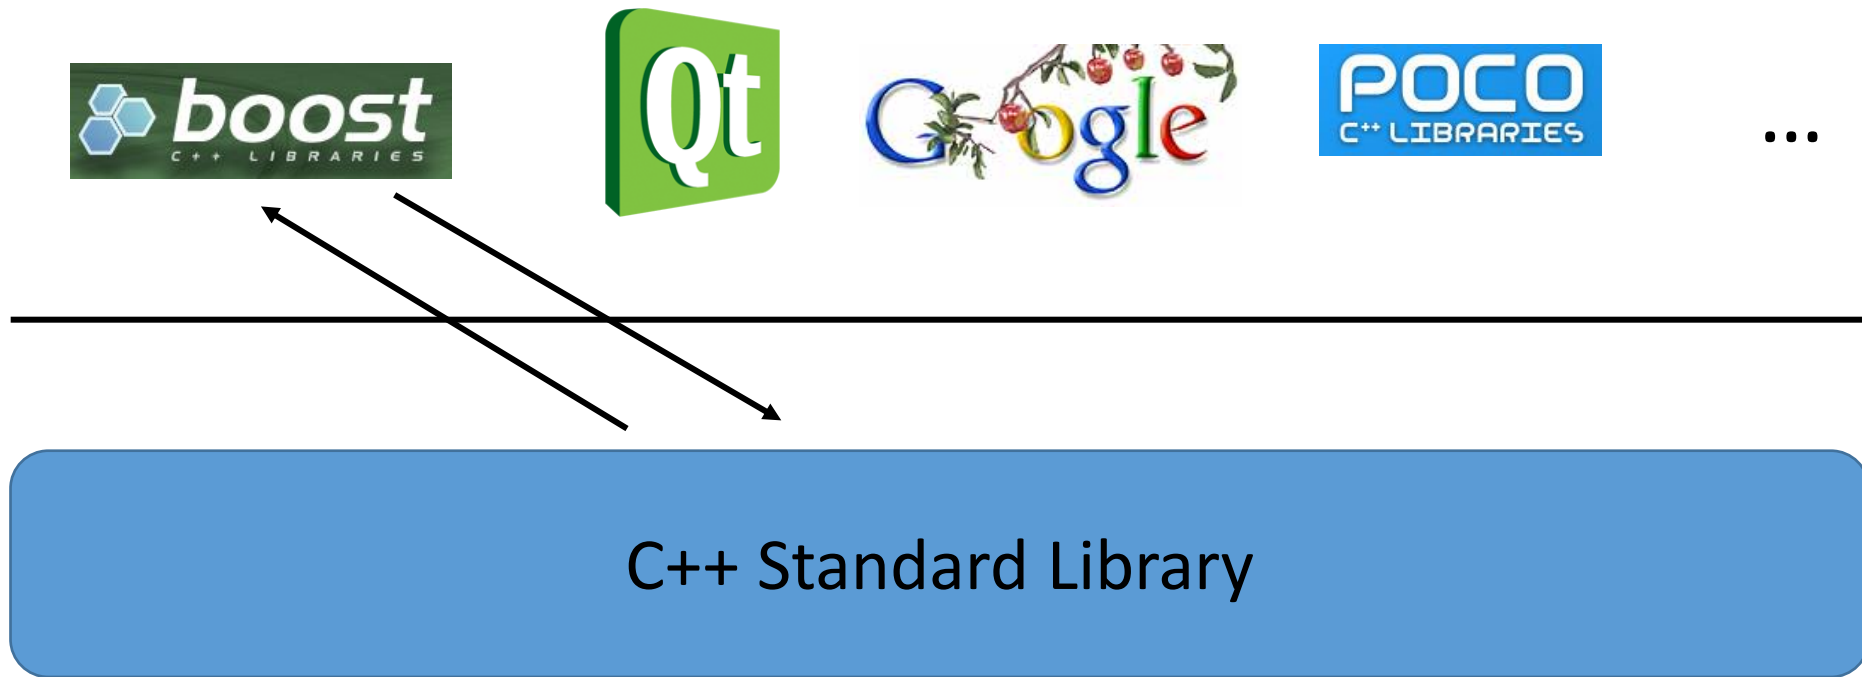 boost
C++ LIBRARIES
Qt
Google
POCO
C++ LIBRARIES
...
C++ Standard Library